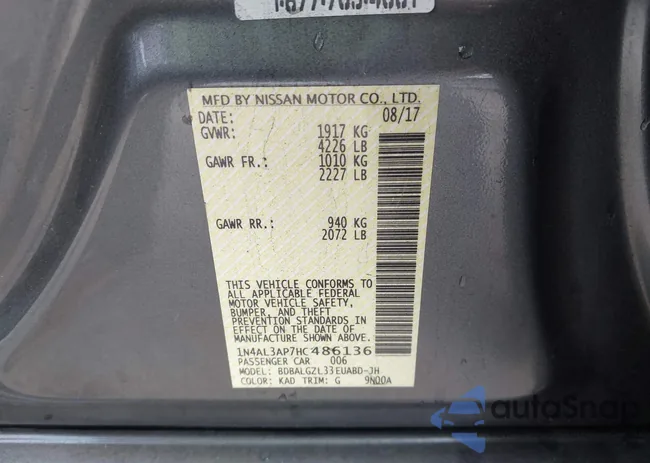 MFD BY NISSAN MOTOR CO., LTD.
DATE: 08/17
GVWR: 1917 KG
4226 LB
GAWR FR.: 1010 KG
2227 LB
GAWR RR.: 940 KG
2072 LB
THIS VEHICLE CONFORMS TO
ALL APPLICABLE FEDERAL
MOTOR VEHICLE SAFETY,
BUMPER, AND THEFT
PREVENTION STANDARDS
IN EFFECT ON THE DATE OF
MANUFACTURE SHOWN ABOVE.
1N4AL3AP7HC486136
PASSENGER CAR 006
MODEL: BDBALGZL33EUABD-JH
COLOR: KAD TRIM: G 9N00A
autoSnap